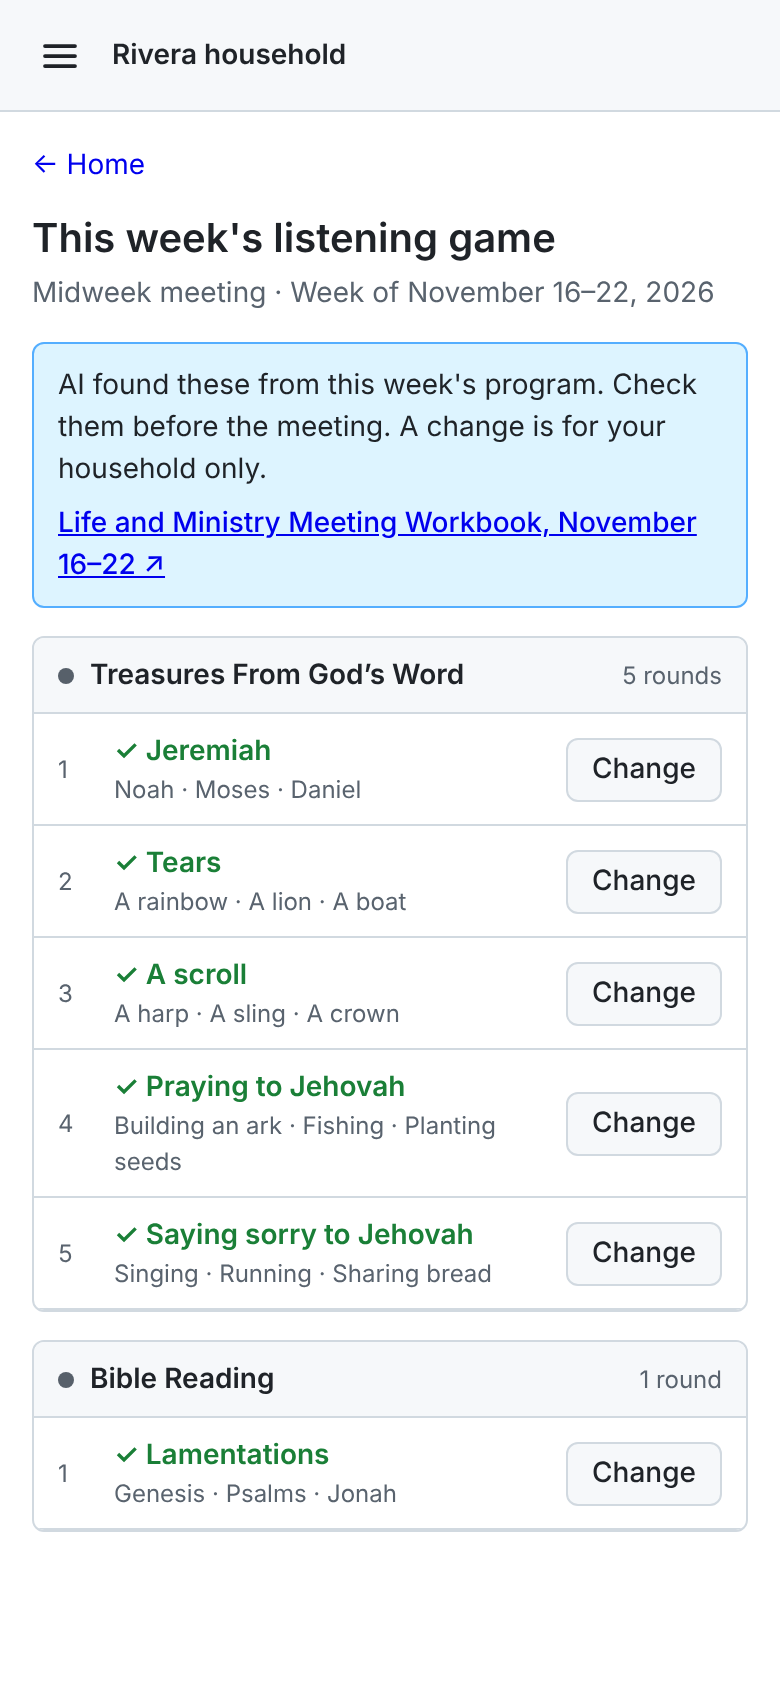 Rivera household
← Home
This week's listening game
Midweek meeting · Week of November 16–22, 2026
AI found these from this week's program. Check
them before the meeting. A change is for your
household only.
Life and Ministry Meeting Workbook, November
16–22 ↗
Treasures From God’s Word
5 rounds
1
✓ Jeremiah
Noah · Moses · Daniel
Change
2
✓ Tears
A rainbow · A lion · A boat
Change
3
✓ A scroll
A harp · A sling · A crown
Change
4
✓ Praying to Jehovah
Building an ark · Fishing · Planting
seeds
Change
5
✓ Saying sorry to Jehovah
Singing · Running · Sharing bread
Change
Bible Reading
1 round
1
✓ Lamentations
Genesis · Psalms · Jonah
Change